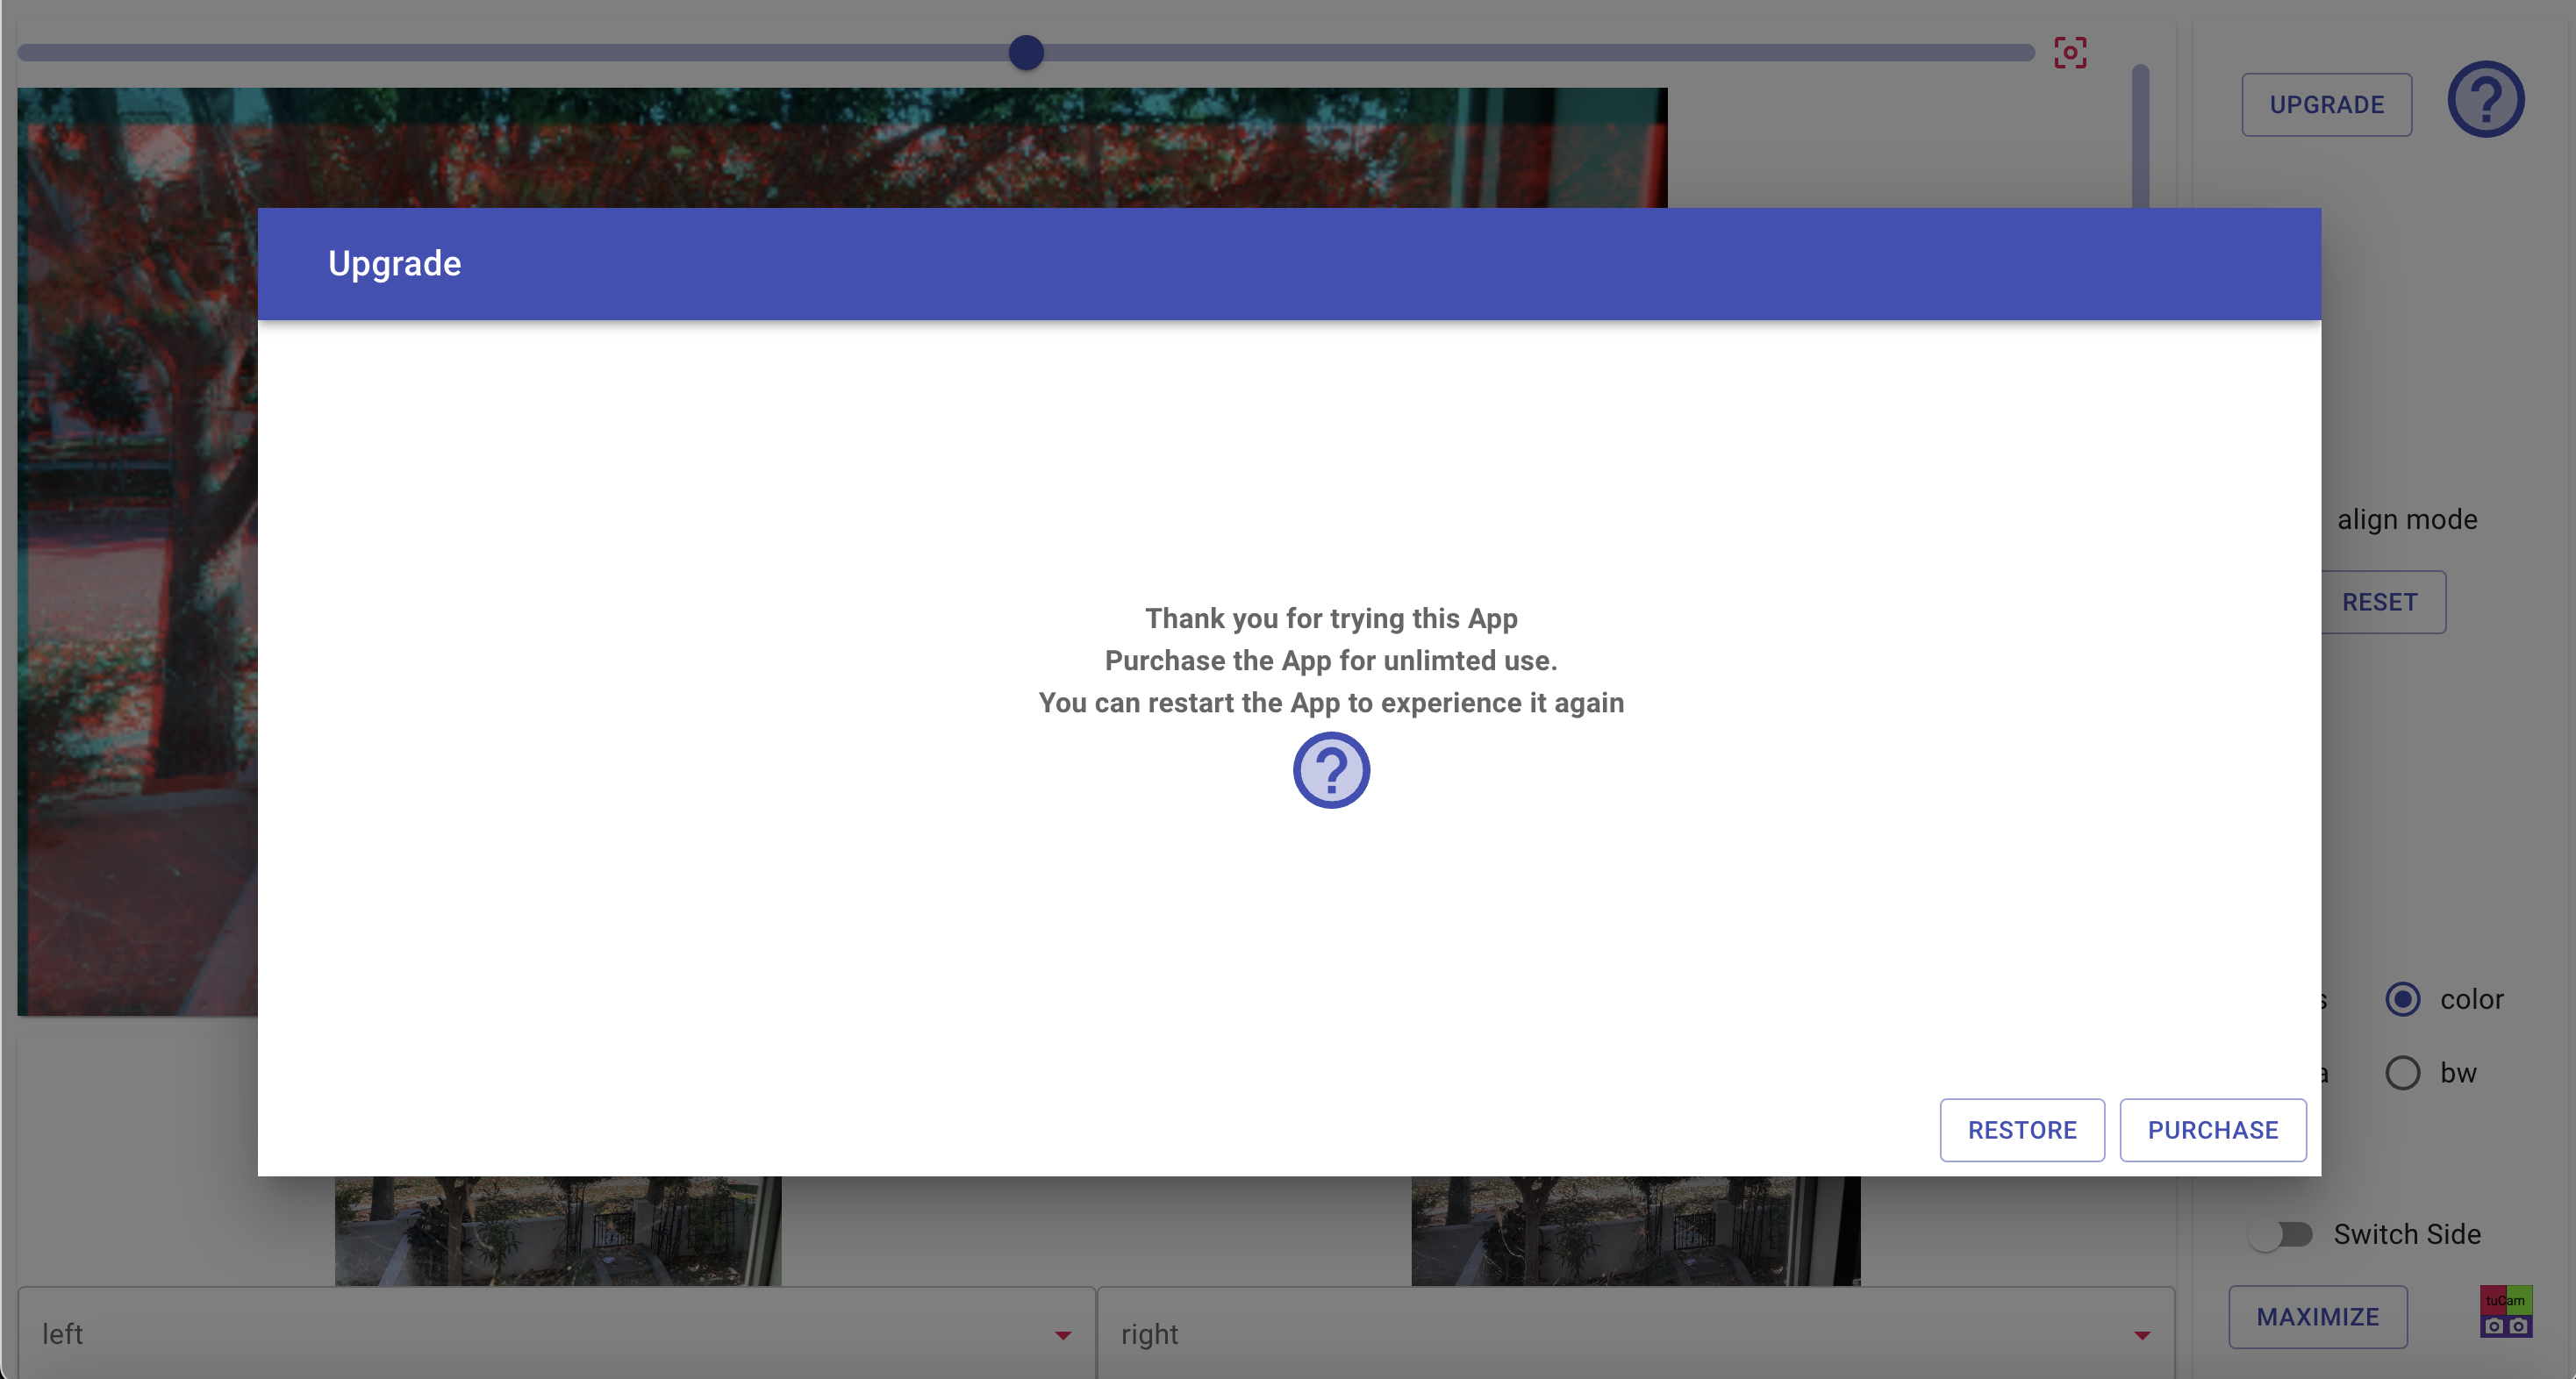 UPGRADE
Upgrade
align mode
RESET
Thank you for trying this App
Purchase the App for unlimted use.
You can restart the App to experience it again
color
bw
RESTORE
PURCHASE
Switch Side
MAXIMIZE
tuCam
left
right